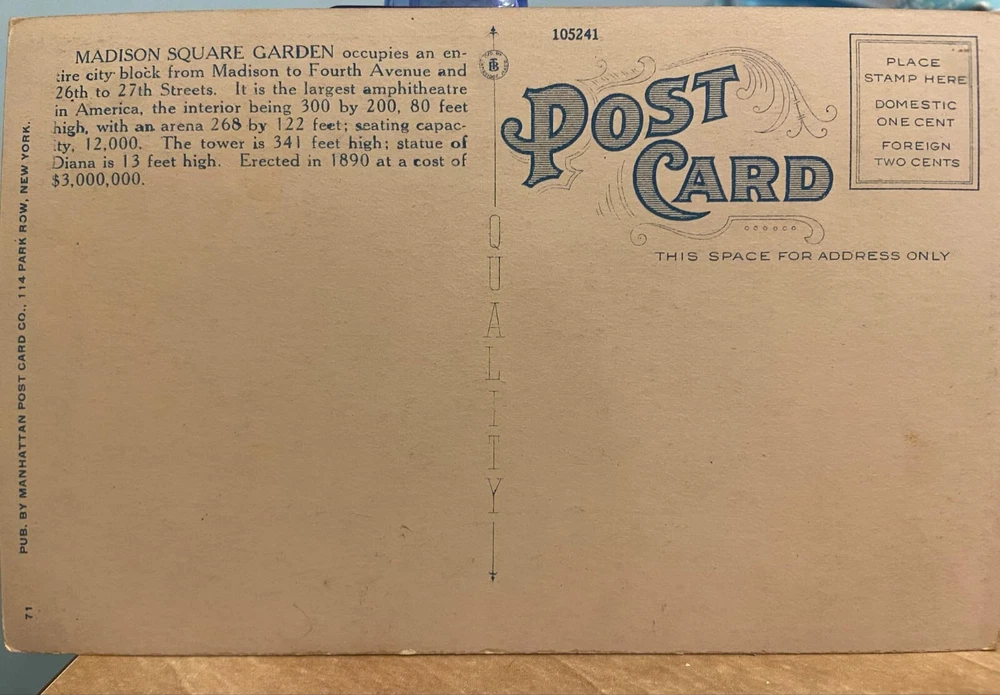 MADISON SQUARE GARDEN occupies an en-
tire city block from Madison to Fourth Avenue and
26th to 27th Streets. It is the largest amphitheatre
in America, the interior being 300 by 200, 80 feet
high, with an arena 268 by 122 feet; seating capac-
ity, 12,000. The tower is 341 feet high; statue of
Diana is 13 feet high. Erected in 1890 at a cost of
$3,000,000.
PUB. BY MANHATTAN POST CARD CO., 114 PARK ROW, NEW YORK.
71
QUALITY
105241
POST
CARD
THIS SPACE FOR ADDRESS ONLY
PLACE
STAMP HERE
DOMESTIC
ONE CENT
FOREIGN
TWO CENTS